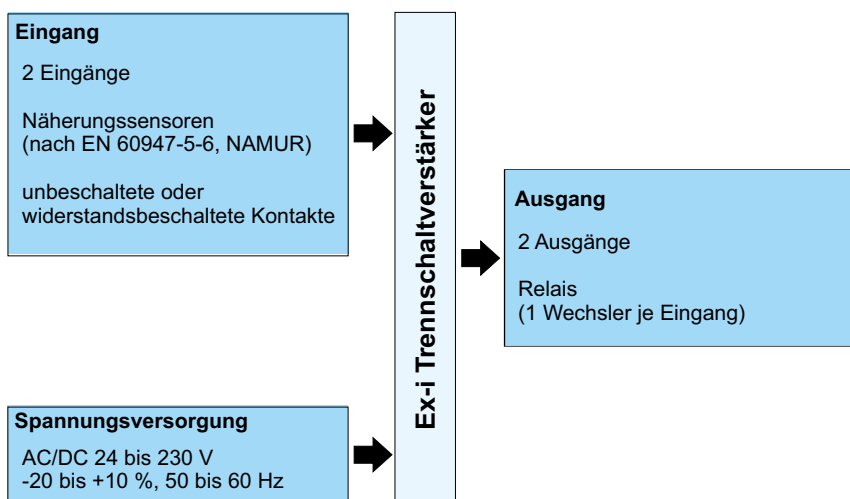 Eingang
2 Eingänge
Näherungssensoren
(nach EN 60947-5-6, NAMUR)
unbeschaltete oder
widerstandsbeschaltete Kontakte
Spannungsversorgung
AC/DC 24 bis 230 V
-20 bis +10 %, 50 bis 60 Hz
Ex-i Trennschaltverstärker
Ausgang
2 Ausgänge
Relais
(1 Wechsler je Eingang)